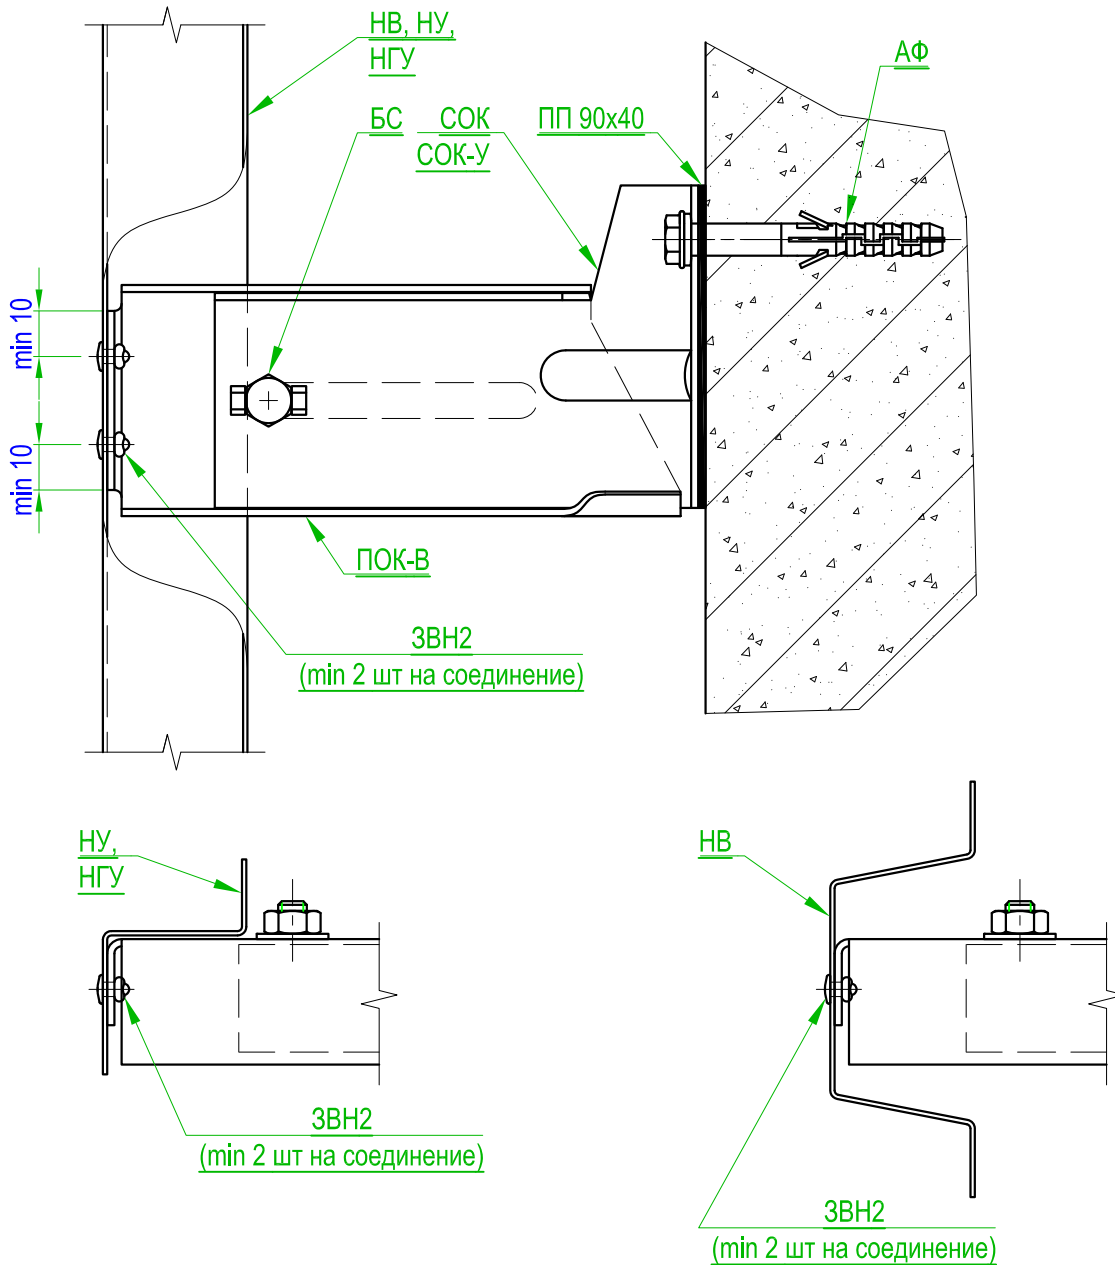 НВ, НУ,
НГУ
АФ
БС
СОК
СОК-У
ПП 90х40
min 10
min 10
ПОК-В
ЗВН2
(min 2 шт на соединение)
НУ,
НГУ
НВ
ЗВН2
(min 2 шт на соединение)
ЗВН2
(min 2 шт на соединение)